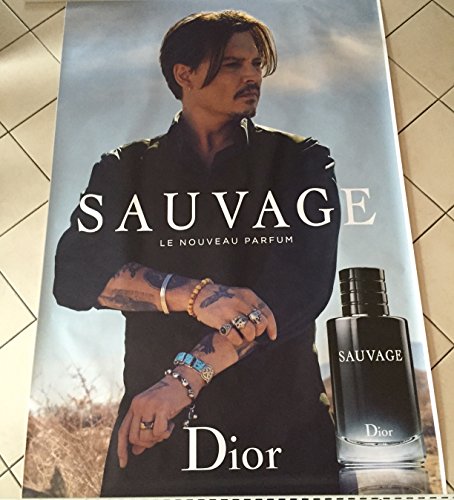 SAUVAGE
LE NOUVEAU PARFUM
SAUVAGE
Dior
Dior